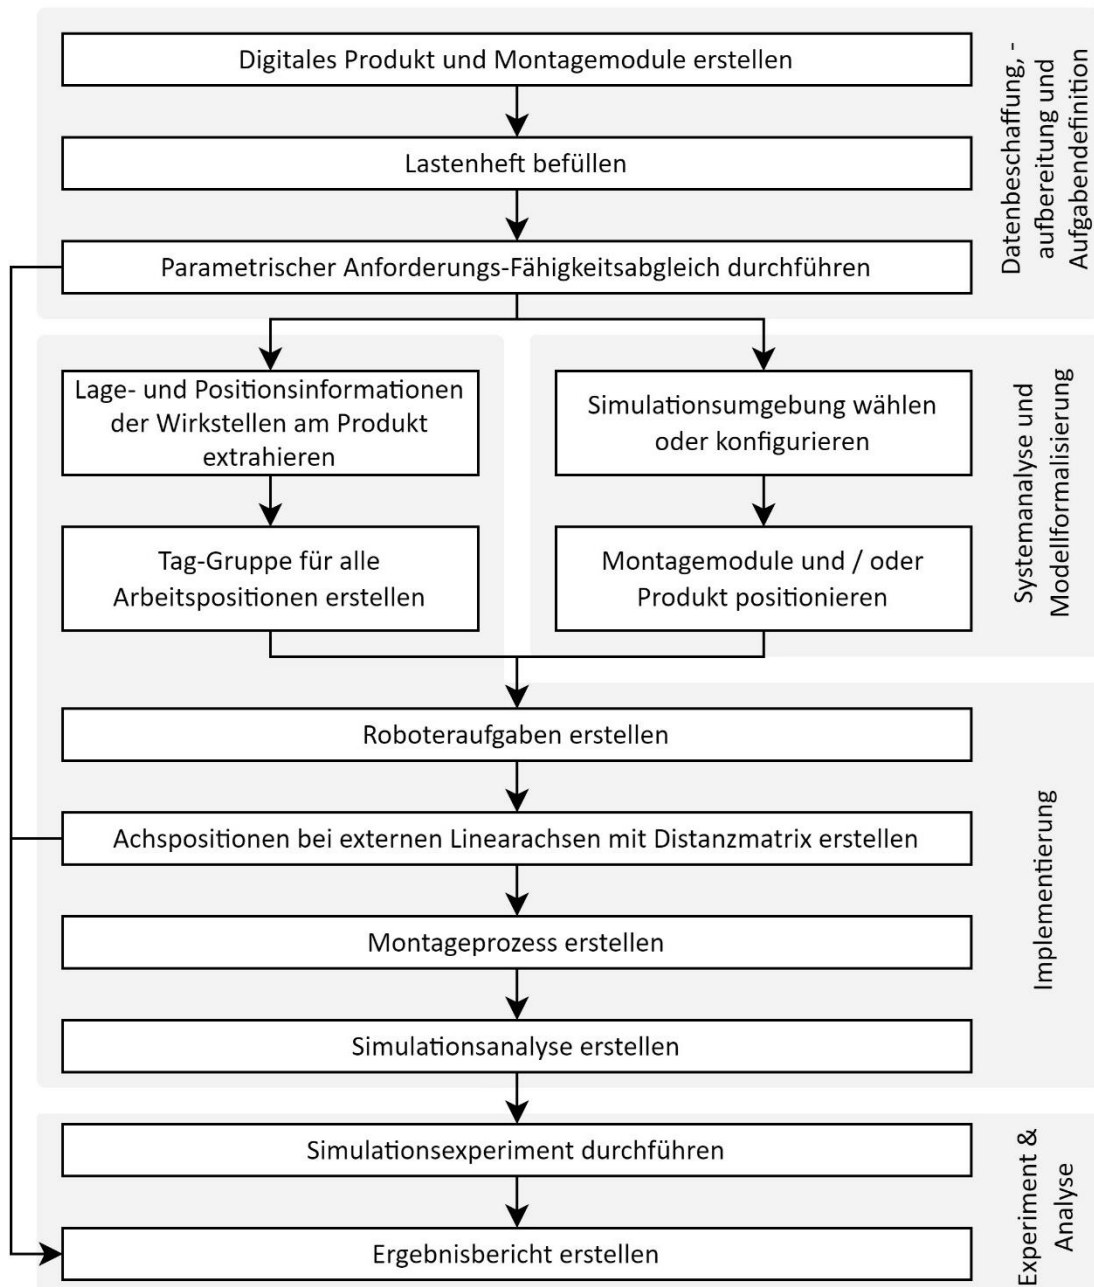 Digitales Produkt und Montagemodule erstellen
Lastenheft befüllen
Parametrischer Anforderungs-Fähigkeitsabgleich durchführen
Datenbeschaffung, -
aufbereitung und
Aufgabendefinition
Lage- und Positionsinformationen
der Wirkstellen am Produkt
extrahieren
Tag-Gruppe für alle
Arbeitspositionen erstellen
Simulationsumgebung wählen
oder konfigurieren
Montagemodule und / oder
Produkt positionieren
Systemanalyse und
Modellformalisierung
Roboteraufgaben erstellen
Achspositionen bei externen Linearachsen mit Distanzmatrix erstellen
Montageprozess erstellen
Simulationsanalyse erstellen
Implementierung
Simulationsexperiment durchführen
Ergebnisbericht erstellen
Experiment &
Analyse